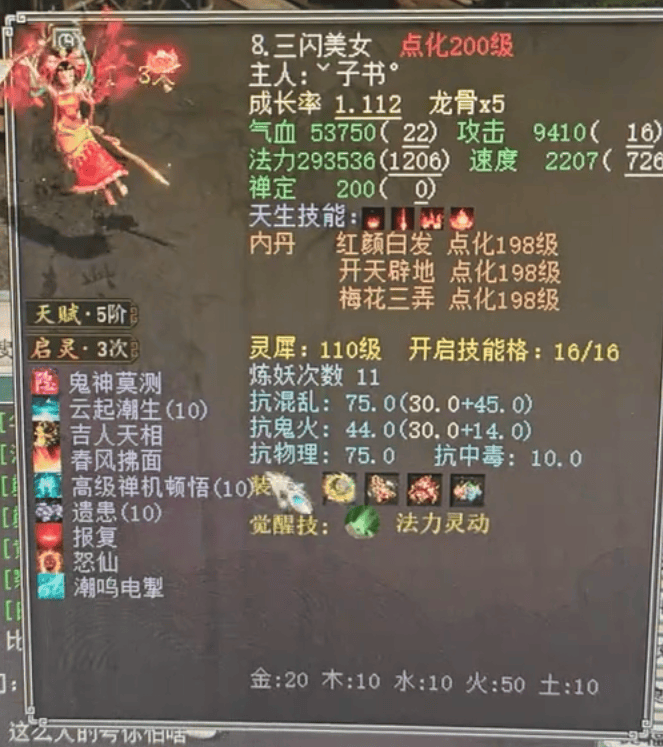 3次
8.三闪美女 点化200级
主人:ˇ子书°
成长率 1.112 龙骨x5
气血 53750( 22) 攻击 9410( 16)
法力293536(1206) 速度 2207( 726
禅定 200( 0)
天生技能:
内丹 红颜白发 点化198级
开天辟地 点化198级
梅花三弄 点化198级
天赋·5阶
启灵·3次
灵犀: 110级 开启技能格: 16/16
炼妖次数 11
抗混乱: 75.0(30.0+45.0)
抗鬼火: 44.0(30.0+14.0)
抗物理: 75.0 抗中毒: 10.0
鬼神莫测
云起潮生(10)
吉人天相
春风拂面
高级禅机顿悟(10)
遗患(10)
报复
怒仙
潮鸣电掣
装
觉醒技: 法力灵动
金:20 木:10 水:10 火:50 土:10